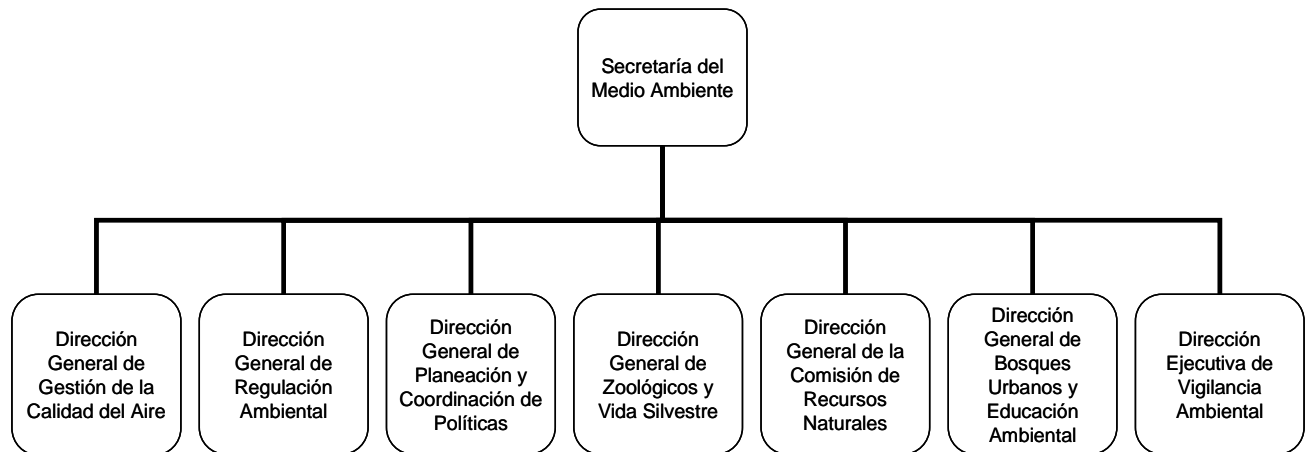 Secretaría del
Medio Ambiente
Dirección
General de
Gestión de la
Calidad del Aire
Dirección
General de
Regulación
Ambiental
Dirección
General de
Planeación y
Coordinación de
Políticas
Dirección
General de
Zoológicos y
Vida Silvestre
Dirección
General de la
Comisión de
Recursos
Naturales
Dirección
General de
Bosques
Urbanos y
Educación
Ambiental
Dirección
Ejecutiva de
Vigilancia
Ambiental